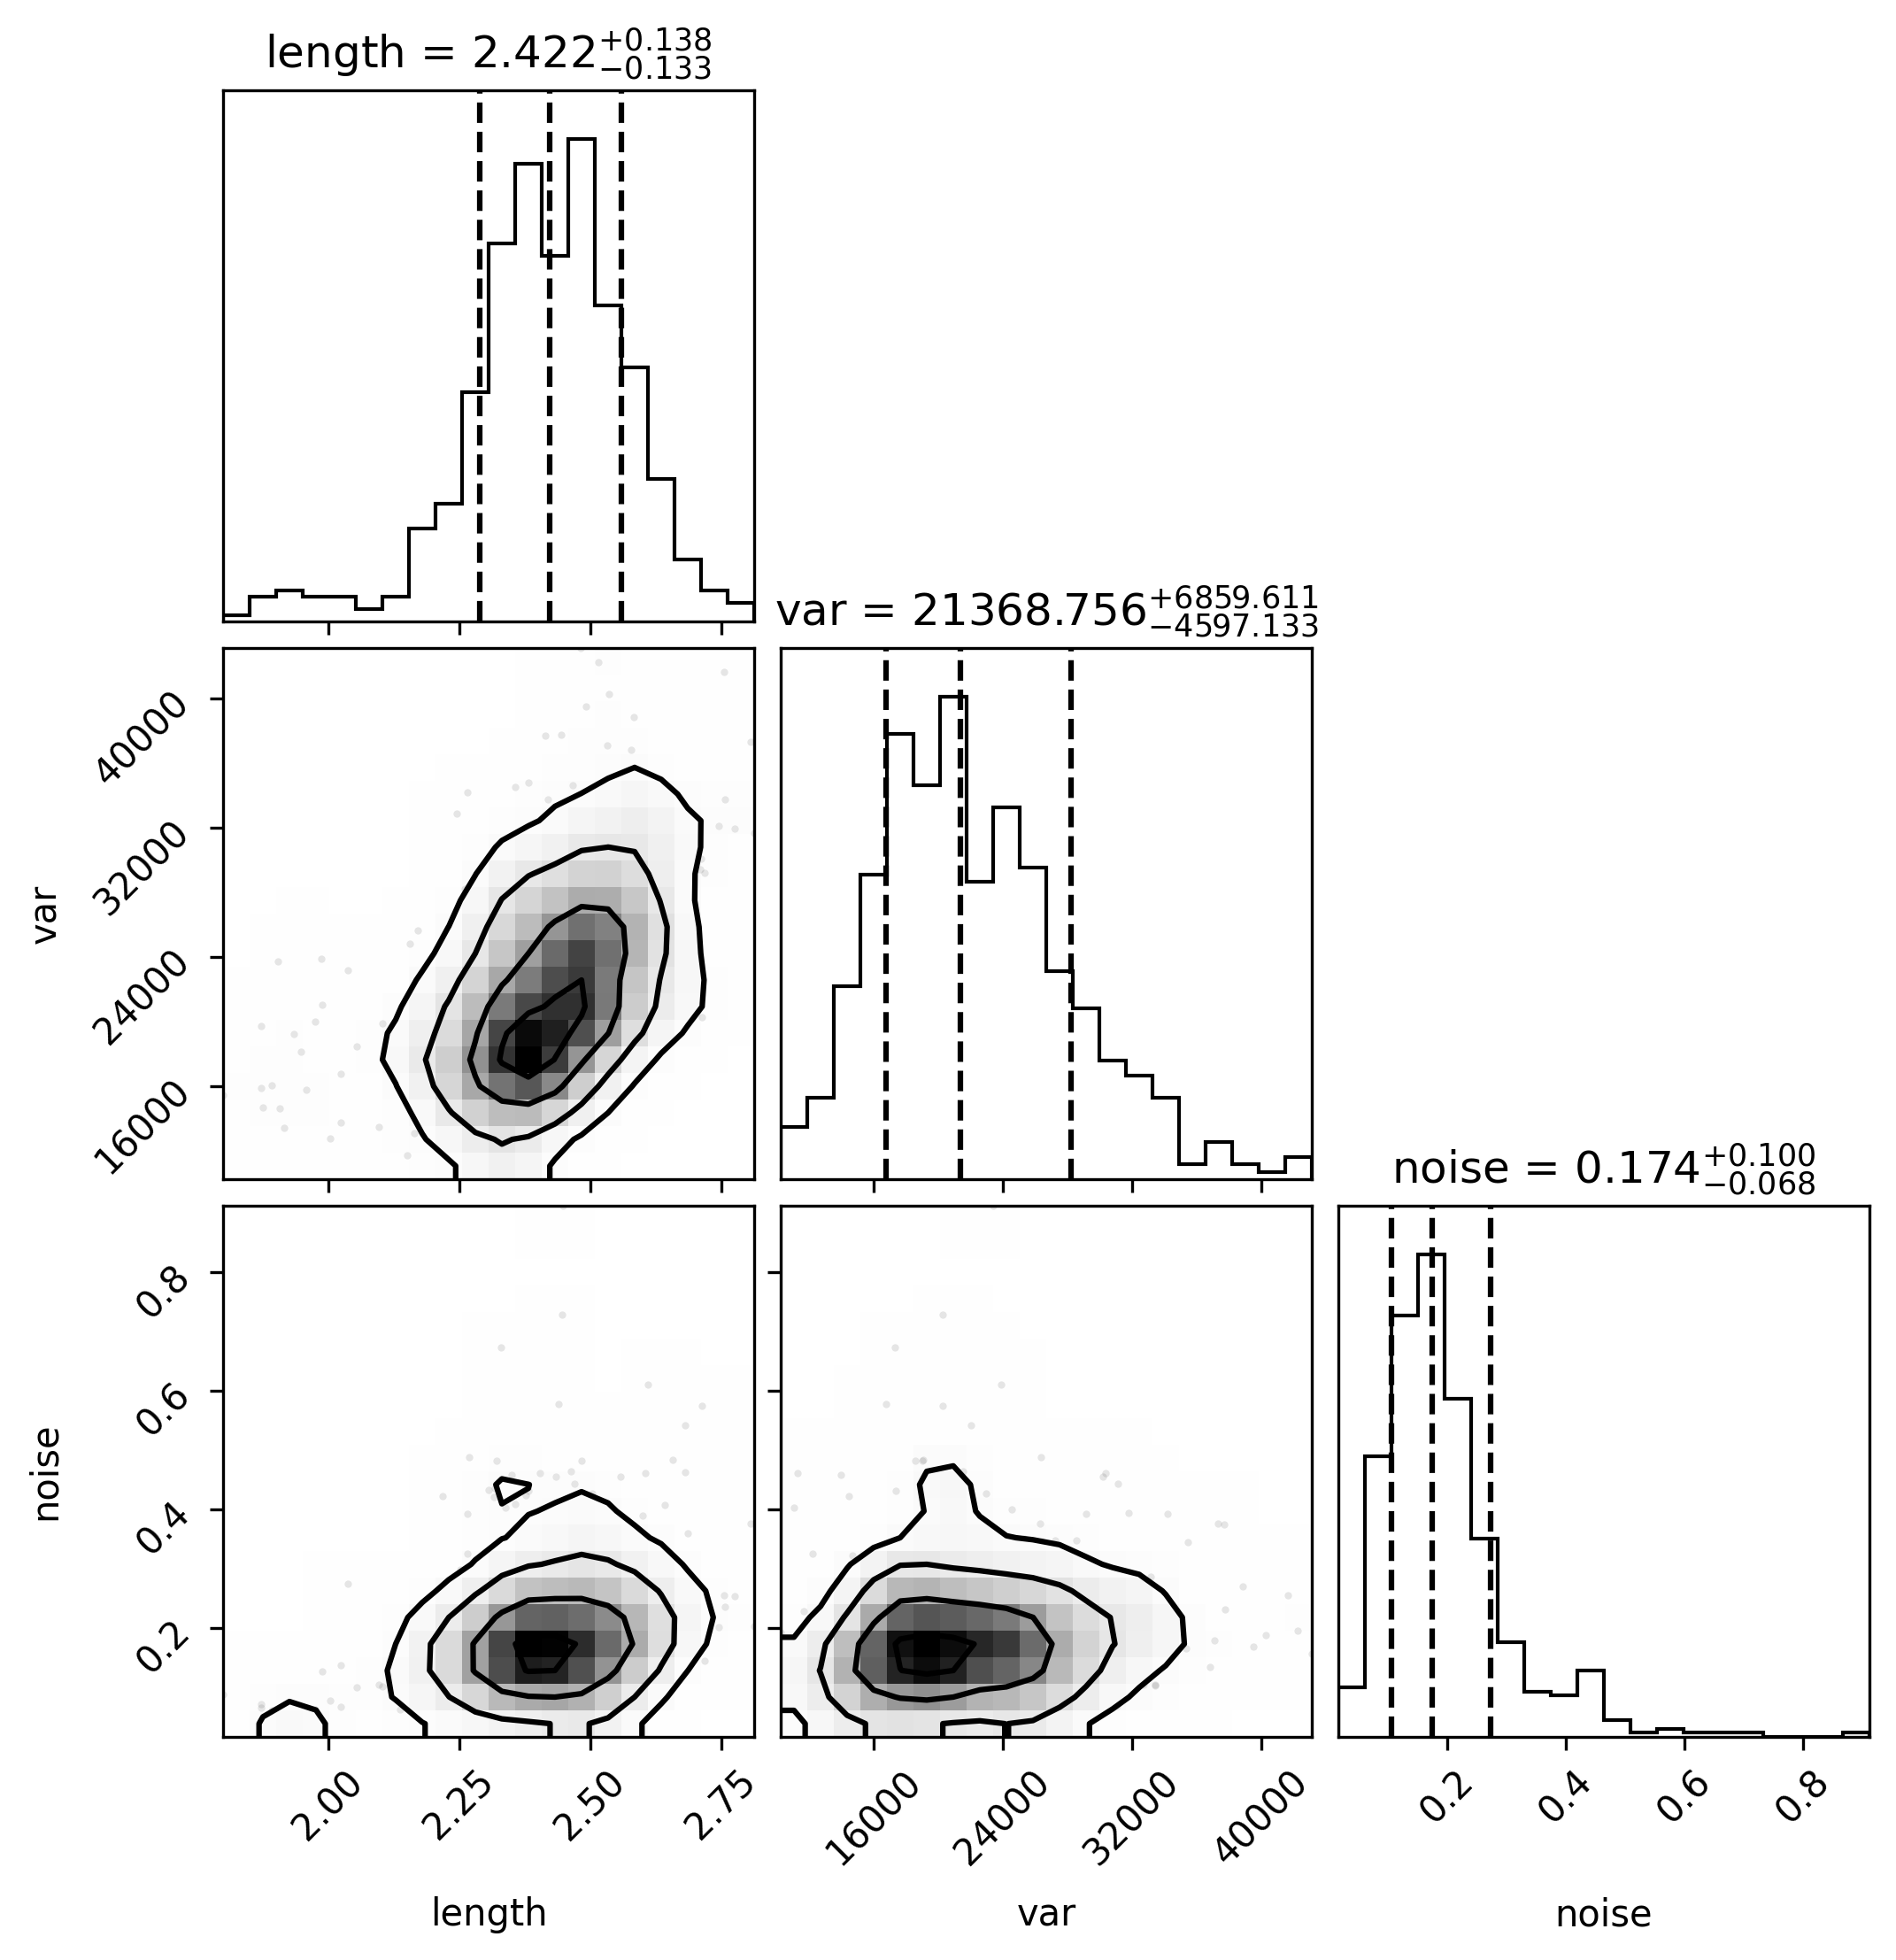 length = 2.422 +0.138 −0.133
var = 21368.756 +6859.611 −4597.133
var
40000
32000
24000
16000
noise = 0.174 +0.100 −0.068
noise
0.8
0.6
0.4
0.2
2.00 2.25 2.50 2.75 16000 24000 32000 40000 0.2 0.4 0.6 0.8
length var noise